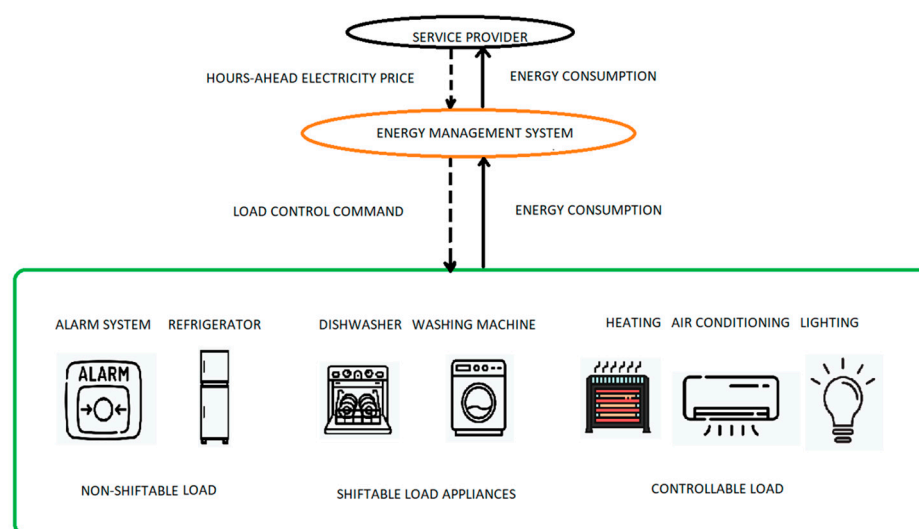 SERVICE PROVIDER
HOURS-AHEAD ELECTRICITY PRICE
ENERGY CONSUMPTION
ENERGY MANAGEMENT SYSTEM
LOAD CONTROL COMMAND
ENERGY CONSUMPTION
ALARM SYSTEM
REFRIGERATOR
DISHWASHER
WASHING MACHINE
HEATING
AIR CONDITIONING
LIGHTING
ALARM
NON-SHIFTABLE LOAD
SHIFTABLE LOAD APPLIANCES
CONTROLLABLE LOAD